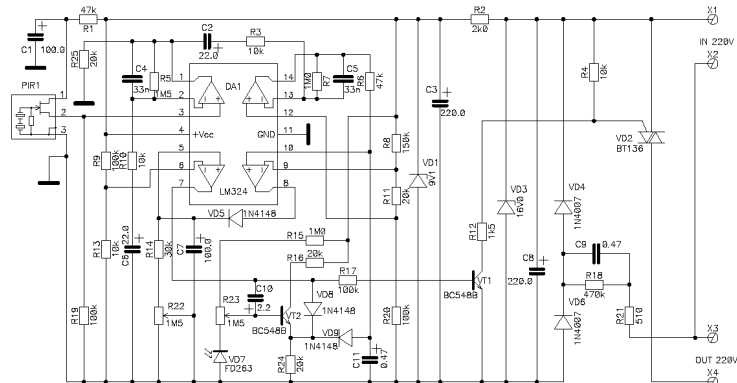 R1
47k
C1
100.0
R25
20k
PIR1
1
2
3
C4
33n
R5
1M5
C2
22.0
R3
10k
DA1
1
2
3
4
5
6
7
14
13
12
11
10
9
8
+Vcc
GND
LM324
R7
1M0
C5
33n
R6
47k
R8
150k
R11
20k
R9
100k
R10
10k
R13
10k
C6
22.0
R14
30k
C7
100.0
VD5
1N4148
R15
1M0
R16
20k
R17
100k
R19
100k
R22
1M5
R23
1M5
C10
2.2
VT2
BC548B
VD8
1N4148
VD9
1N4148
VD7
FD263
R24
20k
C11
0.47
R20
100k
R2
2k0
C3
220.0
VD1
9V1
R12
1k5
VT1
BC548B
VD3
16V0
C8
220.0
R4
10k
VD2
BT136
VD4
1N4007
C9
0.47
R18
470k
VD6
1N4007
R21
510
X1
IN 220V
X2
X3
OUT 220V
X4